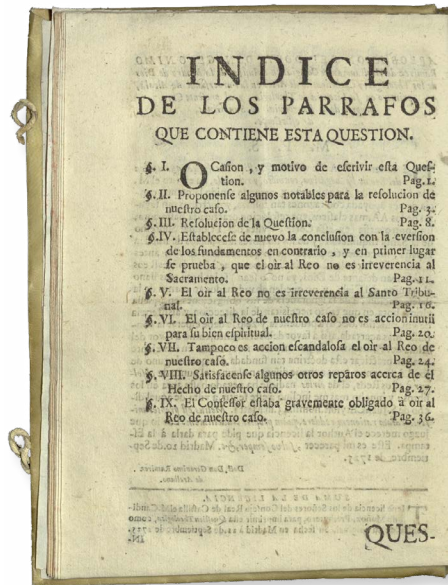 INDICE
DE LOS PARRAFOS
QUE CONTIENE ESTA QUESTION.
§. I. OCasion, y motivo de escrivir esta Ques-
tion. Pag. 1.
§. II. Proponense algunos notables para la resolucion de
nuestro caso. Pag. 3.
§. III. Resolucion de la Question. Pag. 8.
§. IV. Establecese de nuevo la conclusion con la eversion
de los fundamentos en contrario, y en primer lugar
se prueba, que el oir al Reo no es irreverencia al
Sacramento. Pag. 11.
§. V. El oir al Reo no es irreverencia al Santo Tribu-
nal. Pag. 16.
§. VI. El oir al Reo de nuestro caso no es accion inutil
para su bien espiritual. Pag. 20.
§. VII. Tampoco es accion escandalosa el oir al Reo de
nuestro caso. Pag. 24.
§. VIII. Satisfacense algunos otros reparos acerca de el
Hecho de nuestro caso. Pag. 27.
§. IX. El Confessor estaba gravemente obligado à oir al
Reo de nuestro caso. Pag. 36.
QUES-